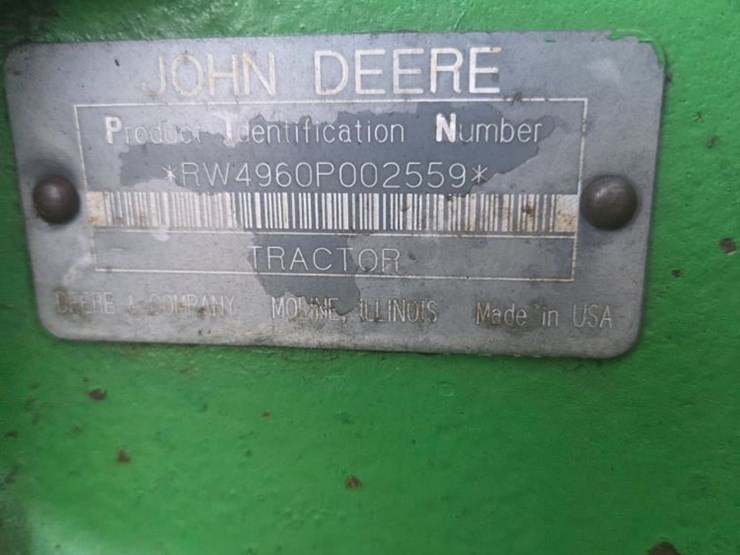 JOHN DEERE
Product Identification Number
*RW4960P002559*
TRACTOR
DEERE & COMPANY MOLINE, ILLINOIS Made in USA